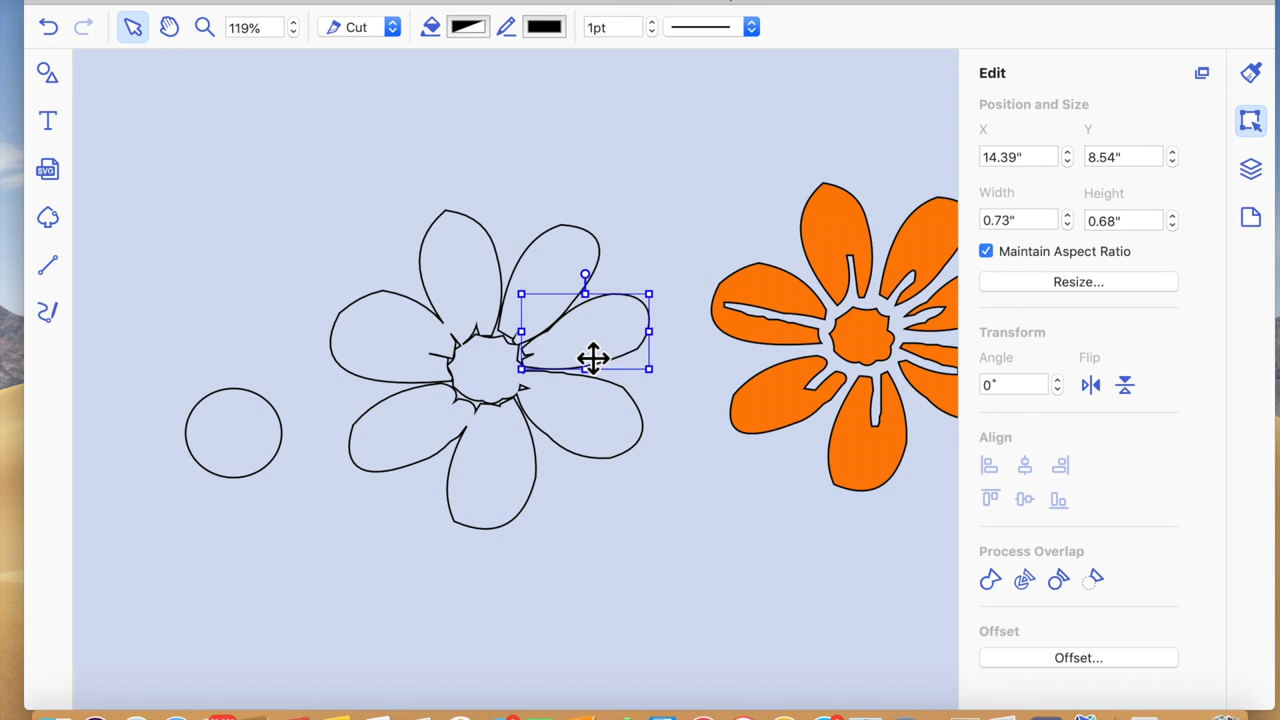 119%
Cut
1pt
T
SVG
Edit
Position and Size
X
Y
14.39"
8.54"
Width
Height
0.73"
0.68"
Maintain Aspect Ratio
Resize...
Transform
Angle
Flip
0˚
Align
Process Overlap
Offset
Offset...